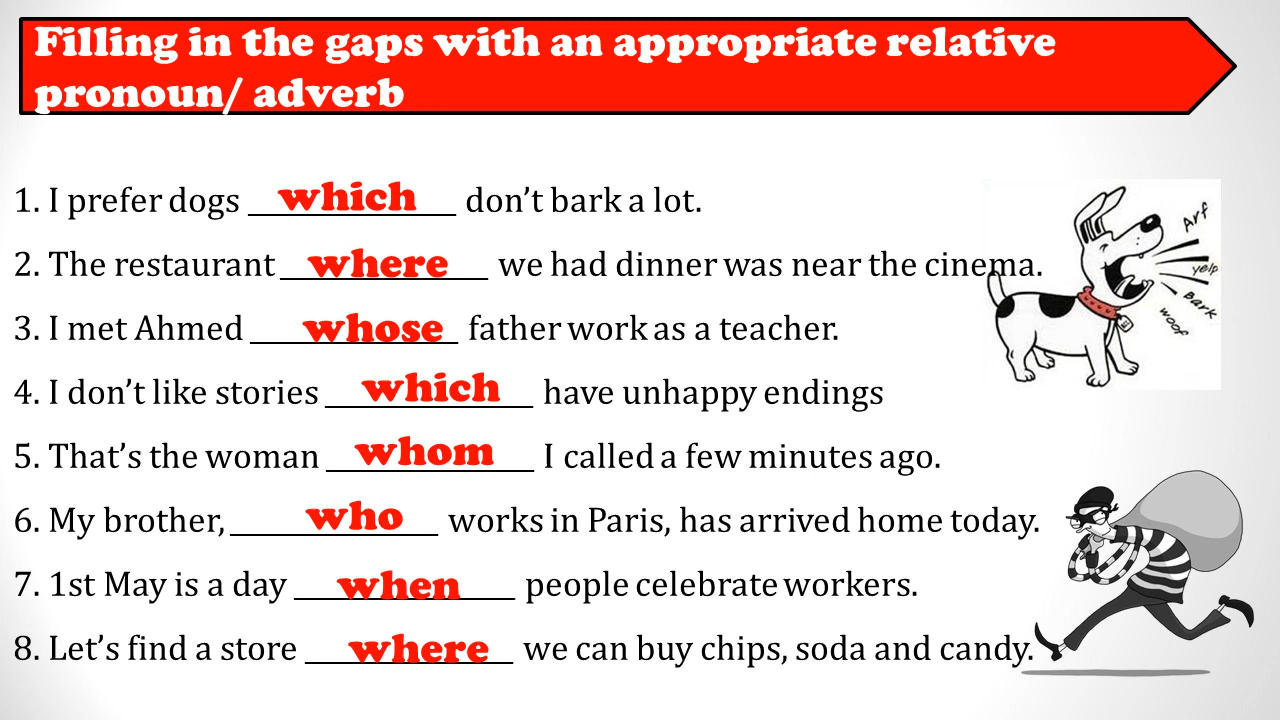 Filling in the gaps with an appropriate relative
pronoun/ adverb
1. I prefer dogs which don’t bark a lot.
2. The restaurant where we had dinner was near the cinema.
3. I met Ahmed whose father work as a teacher.
4. I don’t like stories which have unhappy endings
5. That’s the woman whom I called a few minutes ago.
6. My brother, who works in Paris, has arrived home today.
7. 1st May is a day when people celebrate workers.
8. Let’s find a store where we can buy chips, soda and candy.
Arf
yelp
Bark
woof